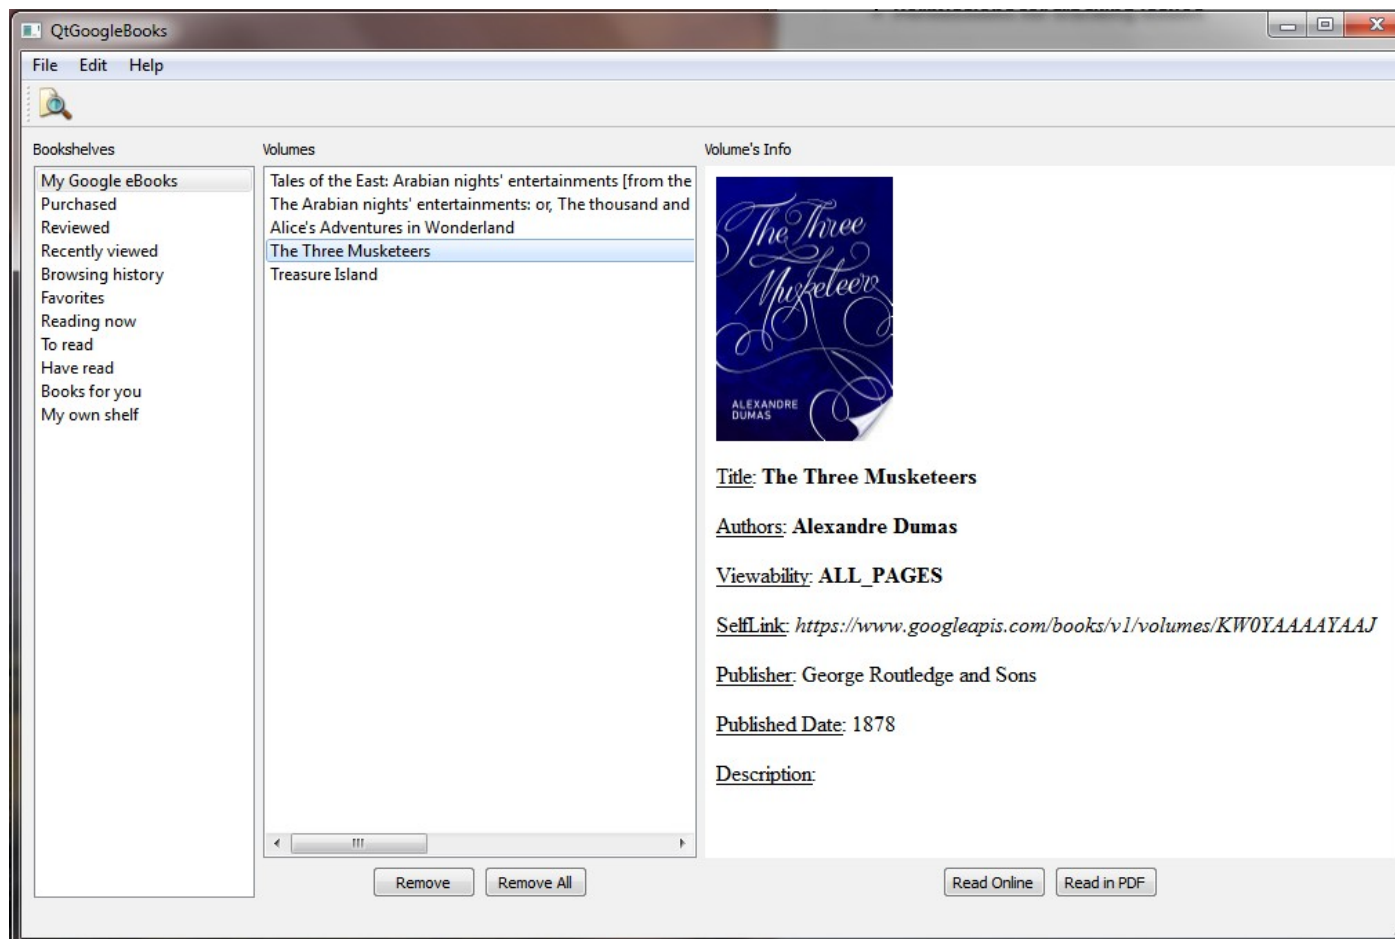 QtGoogleBooks
File Edit Help
Bookshelves
My Google eBooks
Purchased
Reviewed
Recently viewed
Browsing history
Favorites
Reading now
To read
Have read
Books for you
My own shelf
Volumes
Tales of the East: Arabian nights' entertainments [from the
The Arabian nights' entertainments: or, The thousand and
Alice's Adventures in Wonderland
The Three Musketeers
Treasure Island
Remove Remove All
Volume's Info
The Three
Musketeers
ALEXANDRE
DUMAS
Title: The Three Musketeers
Authors: Alexandre Dumas
Viewability: ALL_PAGES
SelfLink: https://www.googleapis.com/books/v1/volumes/KW0YAAAAYAAJ
Publisher: George Routledge and Sons
Published Date: 1878
Description:
Read Online Read in PDF